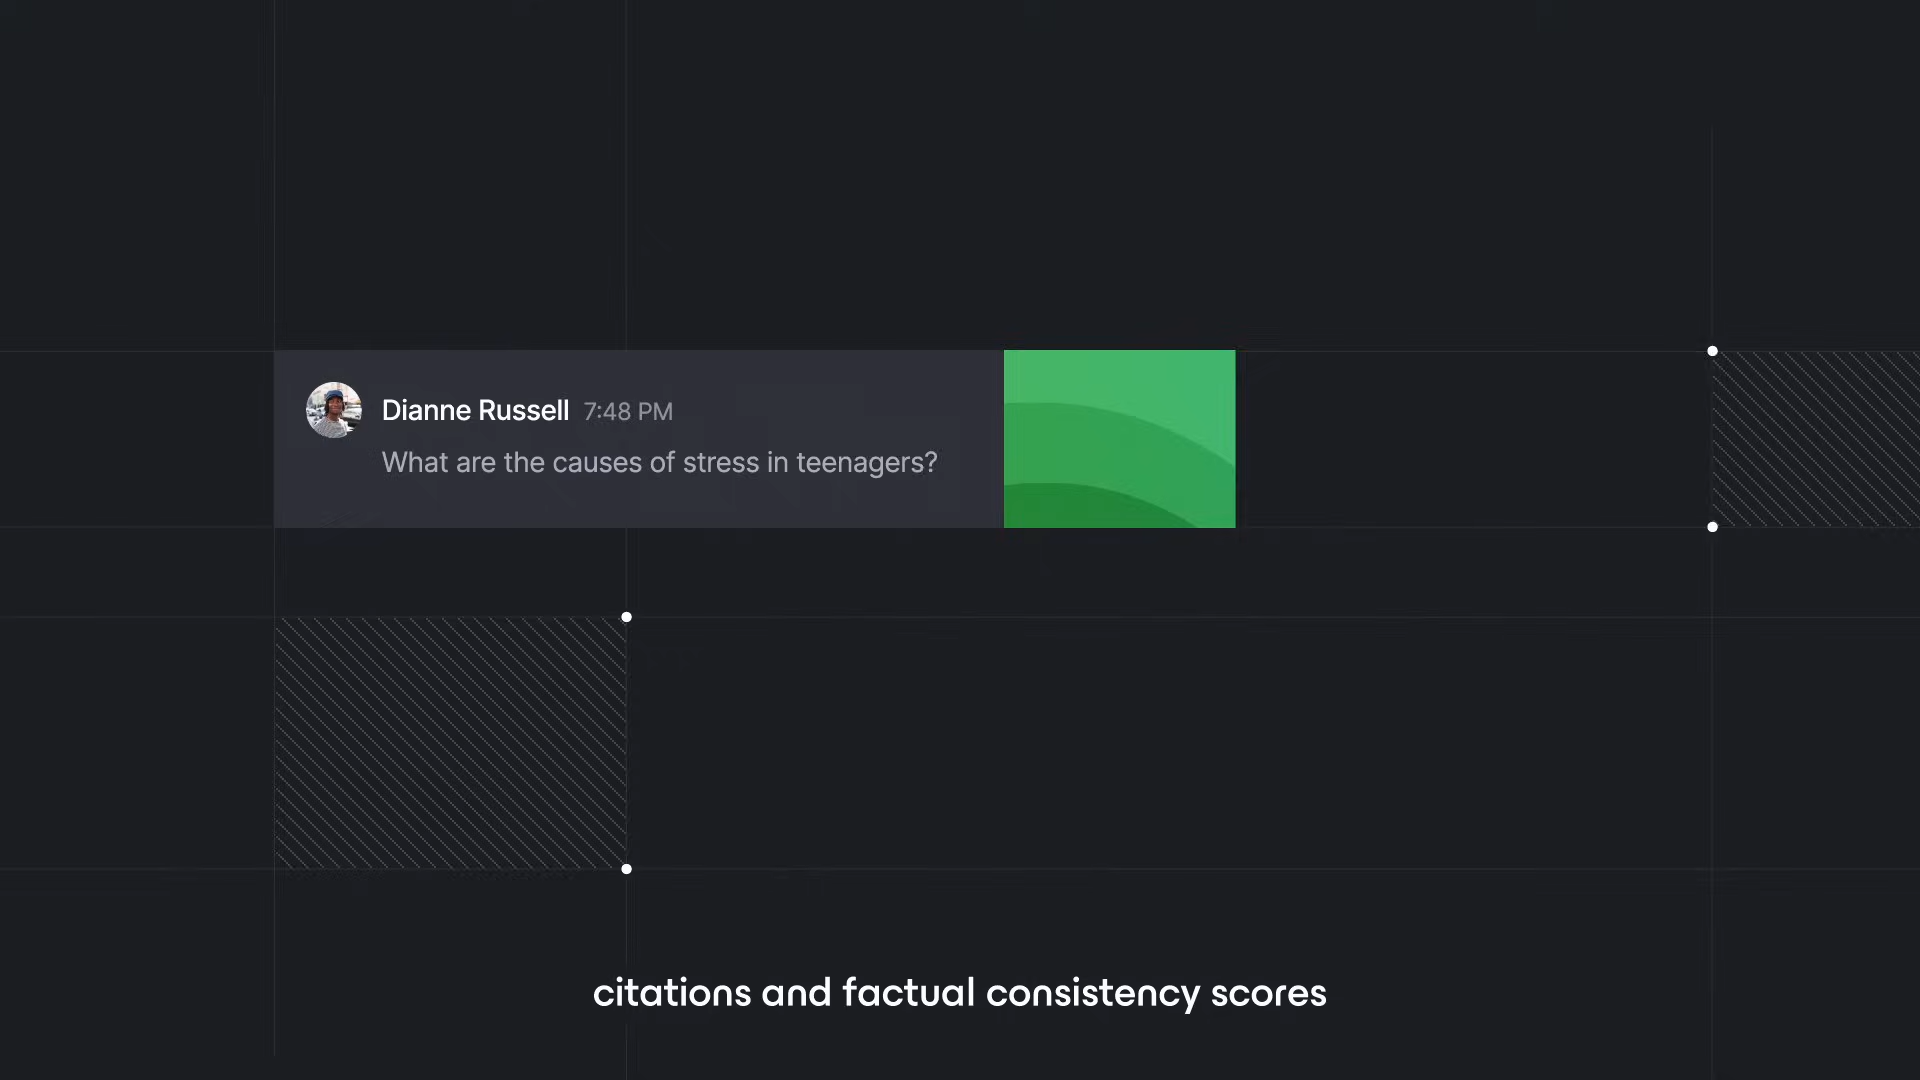 Dianne Russell 7:48 PM
What are the causes of stress in teenagers?
citations and factual consistency scores